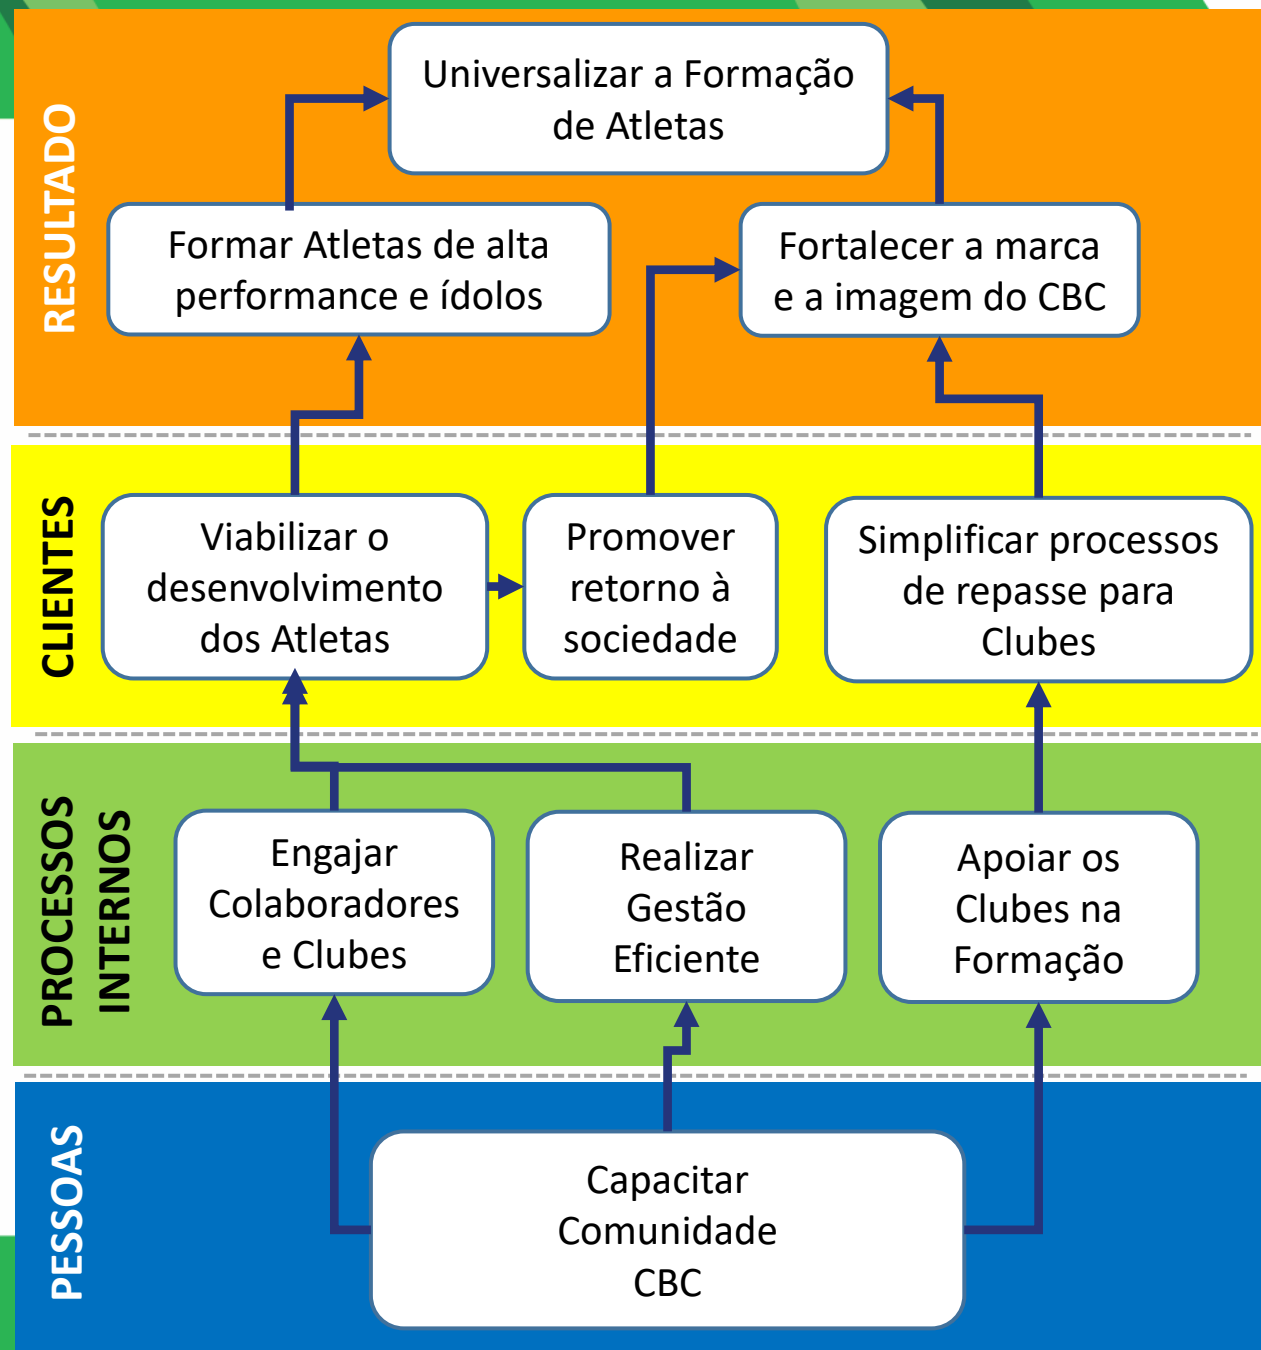 RESULTADO
Universalizar a Formação
de Atletas
Formar Atletas de alta
performance e ídolos
Fortalecer a marca
e a imagem do CBC
CLIENTES
Viabilizar o
desenvolvimento
dos Atletas
Promover
retorno à
sociedade
Simplificar processos
de repasse para
Clubes
PROCESSOS
INTERNOS
Engajar
Colaboradores
e Clubes
Realizar
Gestão
Eficiente
Apoiar os
Clubes na
Formação
PESSOAS
Capacitar
Comunidade
CBC